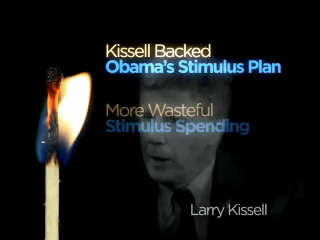 Kissell Backed
Obama's Stimulus Plan
More Wasteful
Stimulus Spending
Larry Kissell